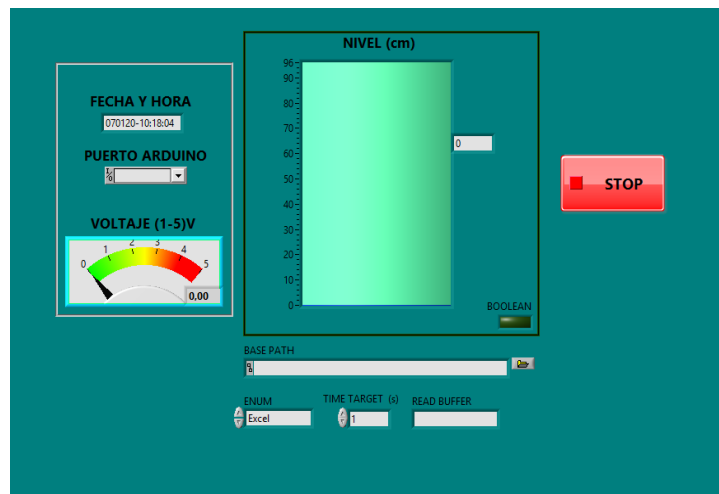 NIVEL (cm)
96
90
80
70
60
50
40
30
20
10
0
0
BOOLEAN
FECHA Y HORA
070120-10:18:04
PUERTO ARDUINO
I/0
VOLTAJE (1-5)V
0
1
2
3
4
5
0,00
STOP
BASE PATH
ENUM
Excel
TIME TARGET (s)
1
READ BUFFER